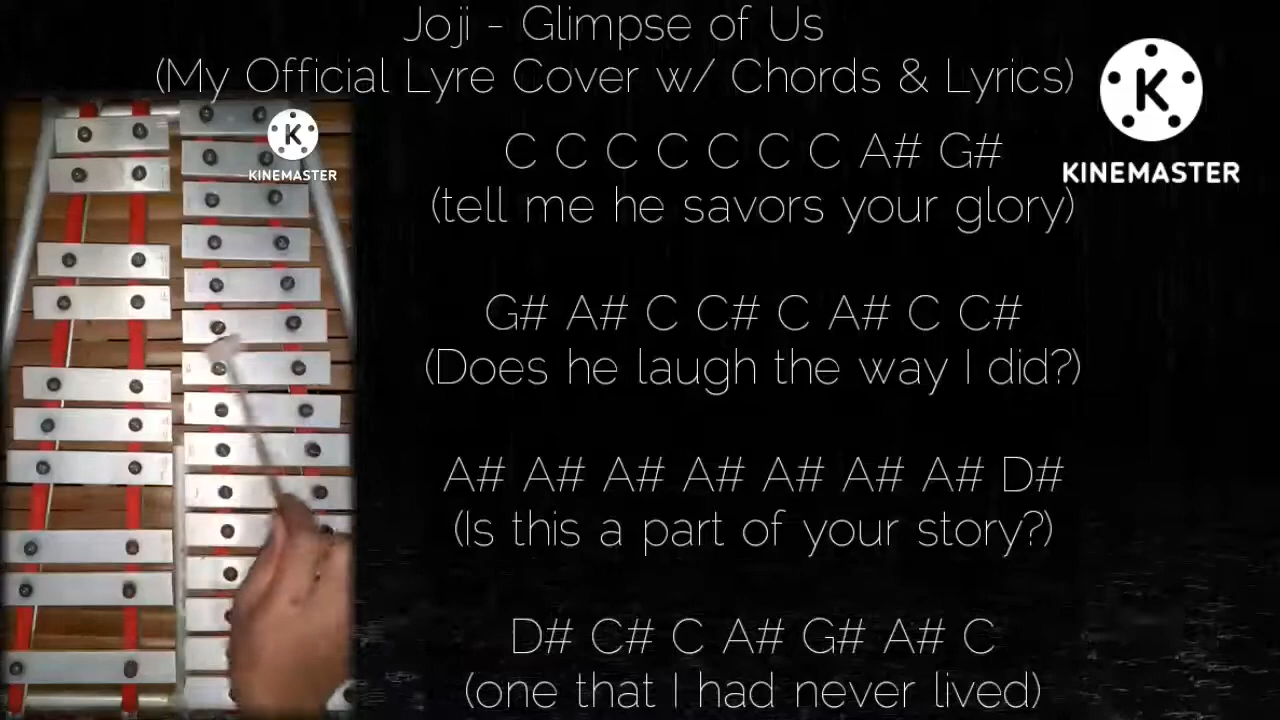 Joji - Glimpse of Us
(My Official Lyre Cover w/ Chords & Lyrics)
K
KINEMASTER
K
KINEMASTER
C C C C C C C A# G#
(tell me he savors your glory)
G# A# C C# C A# C C#
(Does he laugh the way I did?)
A# A# A# A# A# A# A# D#
(Is this a part of your story?)
D# C# C A# G# A# C
(one that I had never lived)